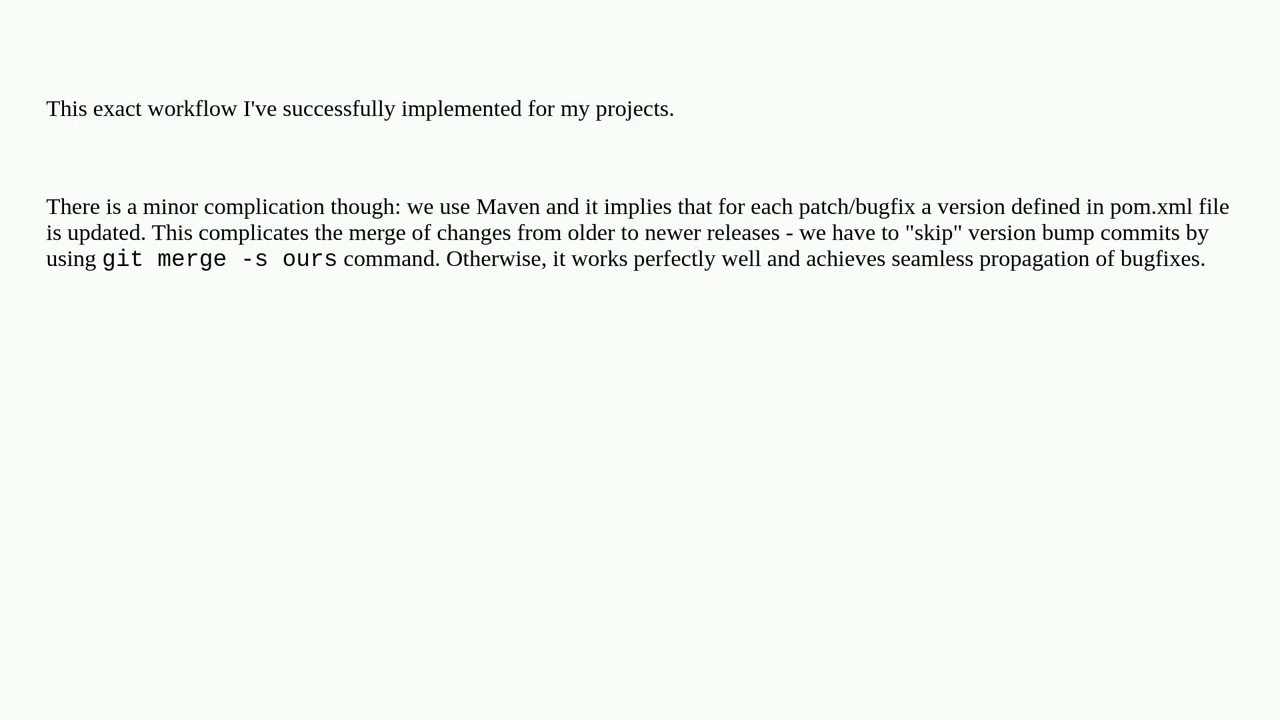 This exact workflow I've successfully implemented for my projects.
There is a minor complication though: we use Maven and it implies that for each patch/bugfix a version defined in pom.xml file
is updated. This complicates the merge of changes from older to newer releases - we have to "skip" version bump commits by
using git merge -s ours command. Otherwise, it works perfectly well and achieves seamless propagation of bugfixes.